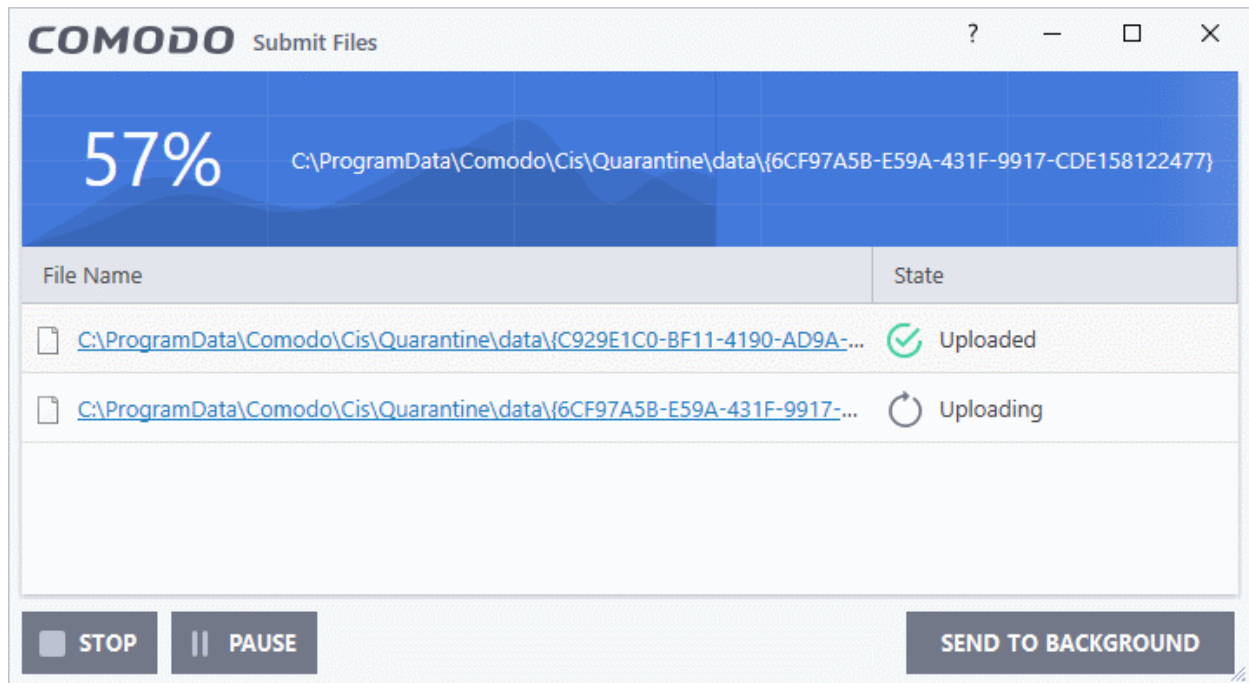 COMODO Submit Files ?
57% C:\ProgramData\Comodo\Cis\Quarantine\data\{6CF97A5B-E59A-431F-9917-CDE158122477}
File Name State
C:\ProgramData\Comodo\Cis\Quarantine\data\{C929E1C0-BF11-4190-AD9A-... Uploaded
C:\ProgramData\Comodo\Cis\Quarantine\data\{6CF97A5B-E59A-431F-9917-... Uploading
STOP PAUSE SEND TO BACKGROUND